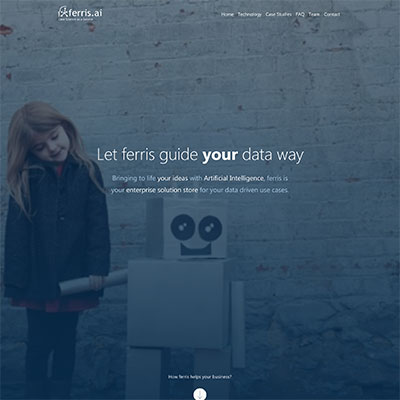 ferris.ai
Home Technology Case Studies FAQ Team Contact
Let ferris guide your data way
Bringing to life your ideas with Artificial Intelligence, ferris is
your enterprise solution store for your data driven use cases.
How ferris helps your business?